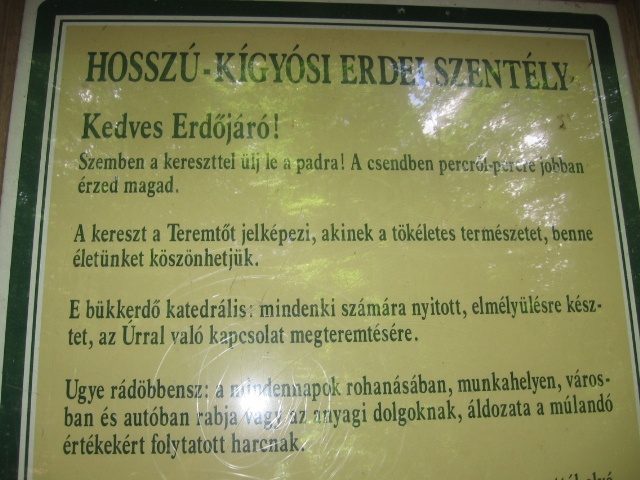 HOSSZÚ-KÍGYÓSI ERDEI SZENTÉLY
Kedves Erdőjáró!
Szemben a kereszttel ülj le a padra! A csendben percről-percre jobban
érzed magad.
A kereszt a Teremtőt jelképezi, akinek a tökéletes természetet, benne
életünket köszönhetjük.
E bükkerdő katedrális: mindenki számára nyitott, elmélyülésre kész-
tet, az Úrral való kapcsolat megteremtésére.
Ugye rádöbbensz: a mindennapok rohanásában, munkahelyen, város-
ban és autóban rabja vagy az anyagi dolgoknak, áldozata a múlandó
értékekért folytatott harcnak.